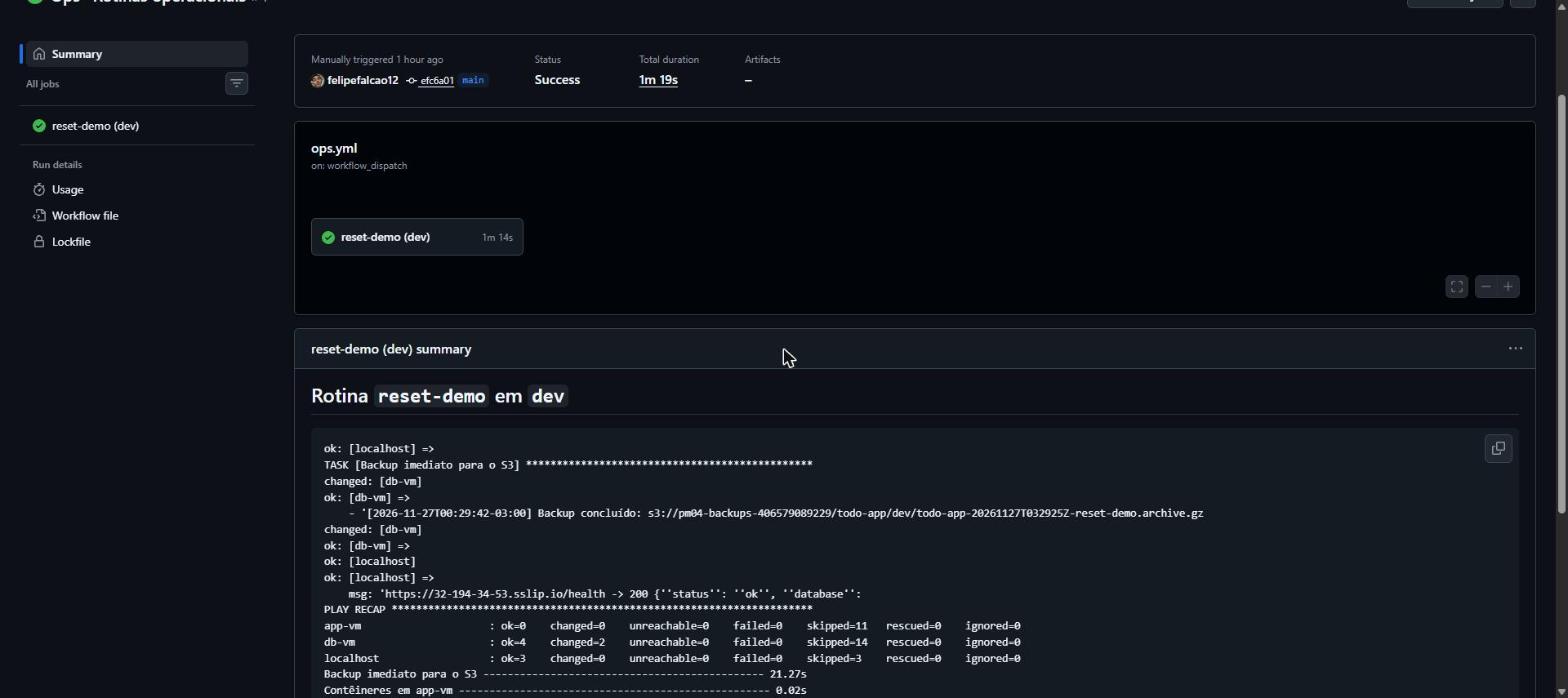 Summary
All jobs
reset-demo (dev)
Run details
Usage
Workflow file
Lockfile
Manually triggered 1 hour ago
felipefalcao12 efc6a01 main
Status
Success
Total duration
1m 19s
Artifacts
–
ops.yml
on: workflow_dispatch
reset-demo (dev) 1m 14s
reset-demo (dev) summary
Rotina reset-demo em dev
ok: [localhost] =>
TASK [Backup imediato para o S3] ***********************************************
changed: [db-vm]
ok: [db-vm] =>
- '[2026-11-27T00:29:42-03:00] Backup concluído: s3://pm04-backups-406579089229/todo-app/dev/todo-app-20261127T032925Z-reset-demo.archive.gz
changed: [db-vm]
ok: [db-vm] =>
ok: [localhost]
ok: [localhost] =>
msg: 'https://32-194-34-53.sslip.io/health -> 200 {''status'': ''ok'', ''database'':
PLAY RECAP *********************************************************************
app-vm : ok=0 changed=0 unreachable=0 failed=0 skipped=11 rescued=0 ignored=0
db-vm : ok=4 changed=2 unreachable=0 failed=0 skipped=14 rescued=0 ignored=0
localhost : ok=3 changed=0 unreachable=0 failed=0 skipped=3 rescued=0 ignored=0
Backup imediato para o S3 ---------------------------------------------- 21.27s
Contêineres em app-vm --------------------------------------------------- 0.02s